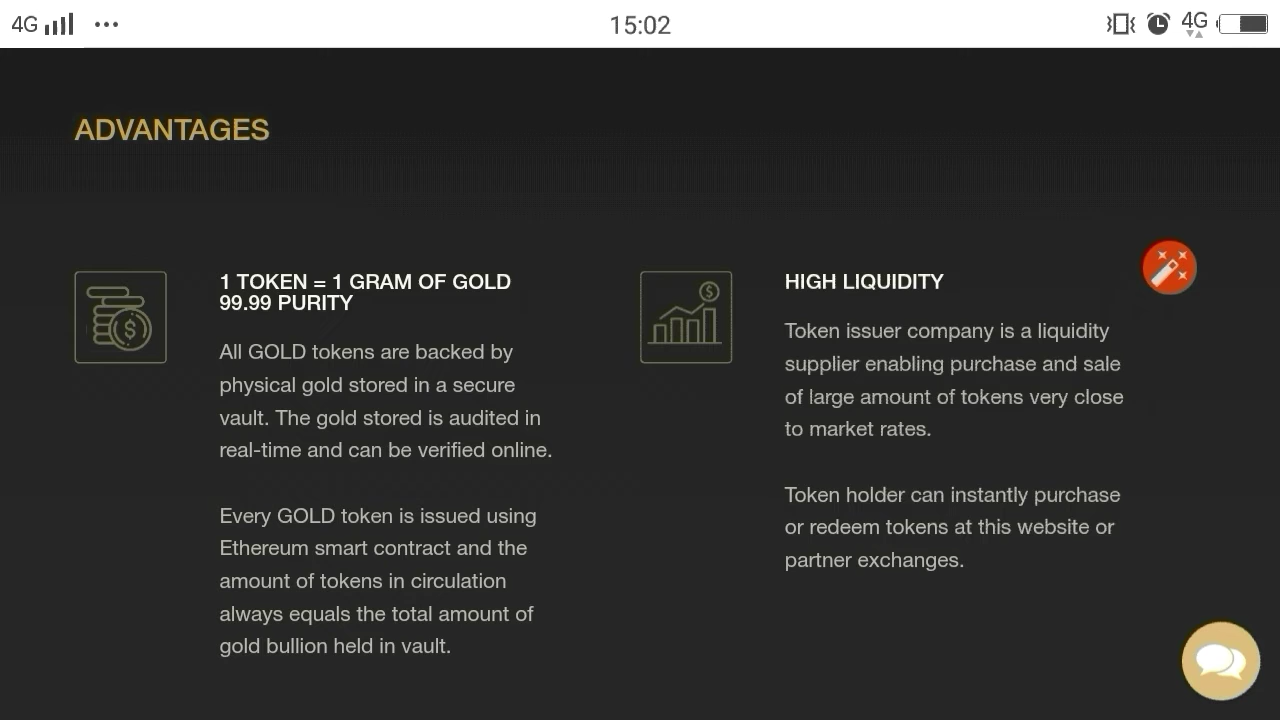 4G
15:02
4G
ADVANTAGES
1 TOKEN = 1 GRAM OF GOLD
99.99 PURITY
All GOLD tokens are backed by
physical gold stored in a secure
vault. The gold stored is audited in
real-time and can be verified online.
Every GOLD token is issued using
Ethereum smart contract and the
amount of tokens in circulation
always equals the total amount of
gold bullion held in vault.
HIGH LIQUIDITY
Token issuer company is a liquidity
supplier enabling purchase and sale
of large amount of tokens very close
to market rates.
Token holder can instantly purchase
or redeem tokens at this website or
partner exchanges.